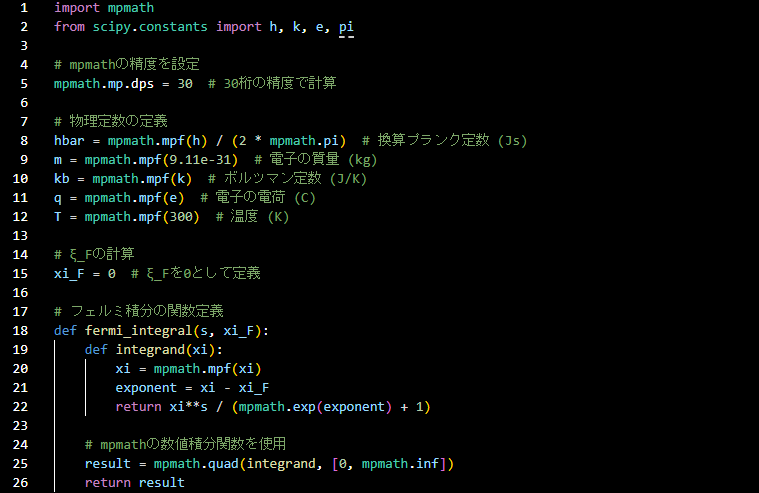 1 import mpmath
2 from scipy.constants import h, k, e, pi
3
4 # mpmathの精度を設定
5 mpmath.mp.dps = 30  # 30桁の精度で計算
6
7 # 物理定数の定義
8 hbar = mpmath.mpf(h) / (2 * mpmath.pi)  # 換算プランク定数 (Js)
9 m = mpmath.mpf(9.11e-31)  # 電子の質量 (kg)
10 kb = mpmath.mpf(k)  # ボルツマン定数 (J/K)
11 q = mpmath.mpf(e)  # 電子の電荷 (C)
12 T = mpmath.mpf(300)  # 温度 (K)
13
14 # ξ_Fの計算
15 xi_F = 0  # ξ_Fを0として定義
16
17 # フェルミ積分の関数定義
18 def fermi_integral(s, xi_F):
19     def integrand(xi):
20         xi = mpmath.mpf(xi)
21         exponent = xi - xi_F
22         return xi**s / (mpmath.exp(exponent) + 1)
23
24     # mpmathの数値積分関数を使用
25     result = mpmath.quad(integrand, [0, mpmath.inf])
26     return result